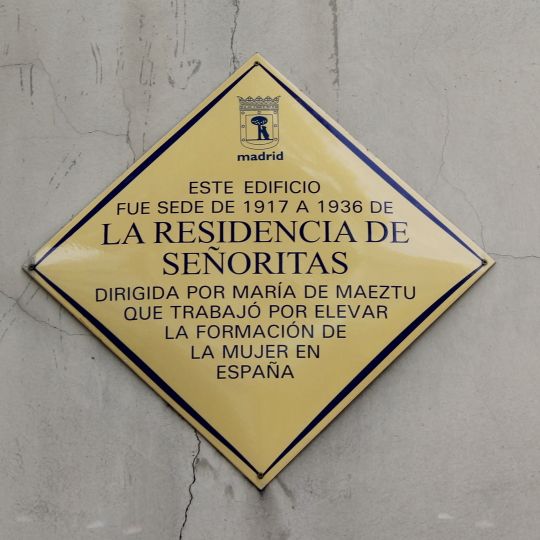 madrid
ESTE EDIFICIO
FUE SEDE DE 1917 A 1936 DE
LA RESIDENCIA DE
SEÑORITAS
DIRIGIDA POR MARÍA DE MAEZTU
QUE TRABAJÓ POR ELEVAR
LA FORMACIÓN DE
LA MUJER EN
ESPAÑA